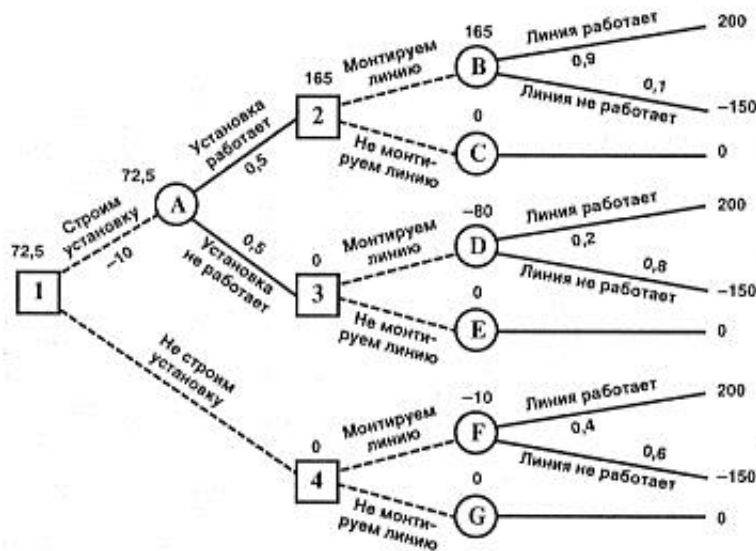 165
Линия работает
200
0,9
B
Монтируем
линию
0,1
165
Линия не работает
-150
2
Установка
работает
0,5
0
Не монти-
руем линию
C
0
72,5
A
Строим
установку
-10
72,5
1
0,5
Установка
не работает
-80
Линия работает
200
0,2
D
Монтируем
линию
0,8
0
Линия не работает
-150
3
0
Не монти-
руем линию
E
0
Не строим
установку
-10
Линия работает
200
0,4
F
Монтируем
линию
0,6
0
Линия не работает
-150
4
0
Не монти-
руем линию
G
0